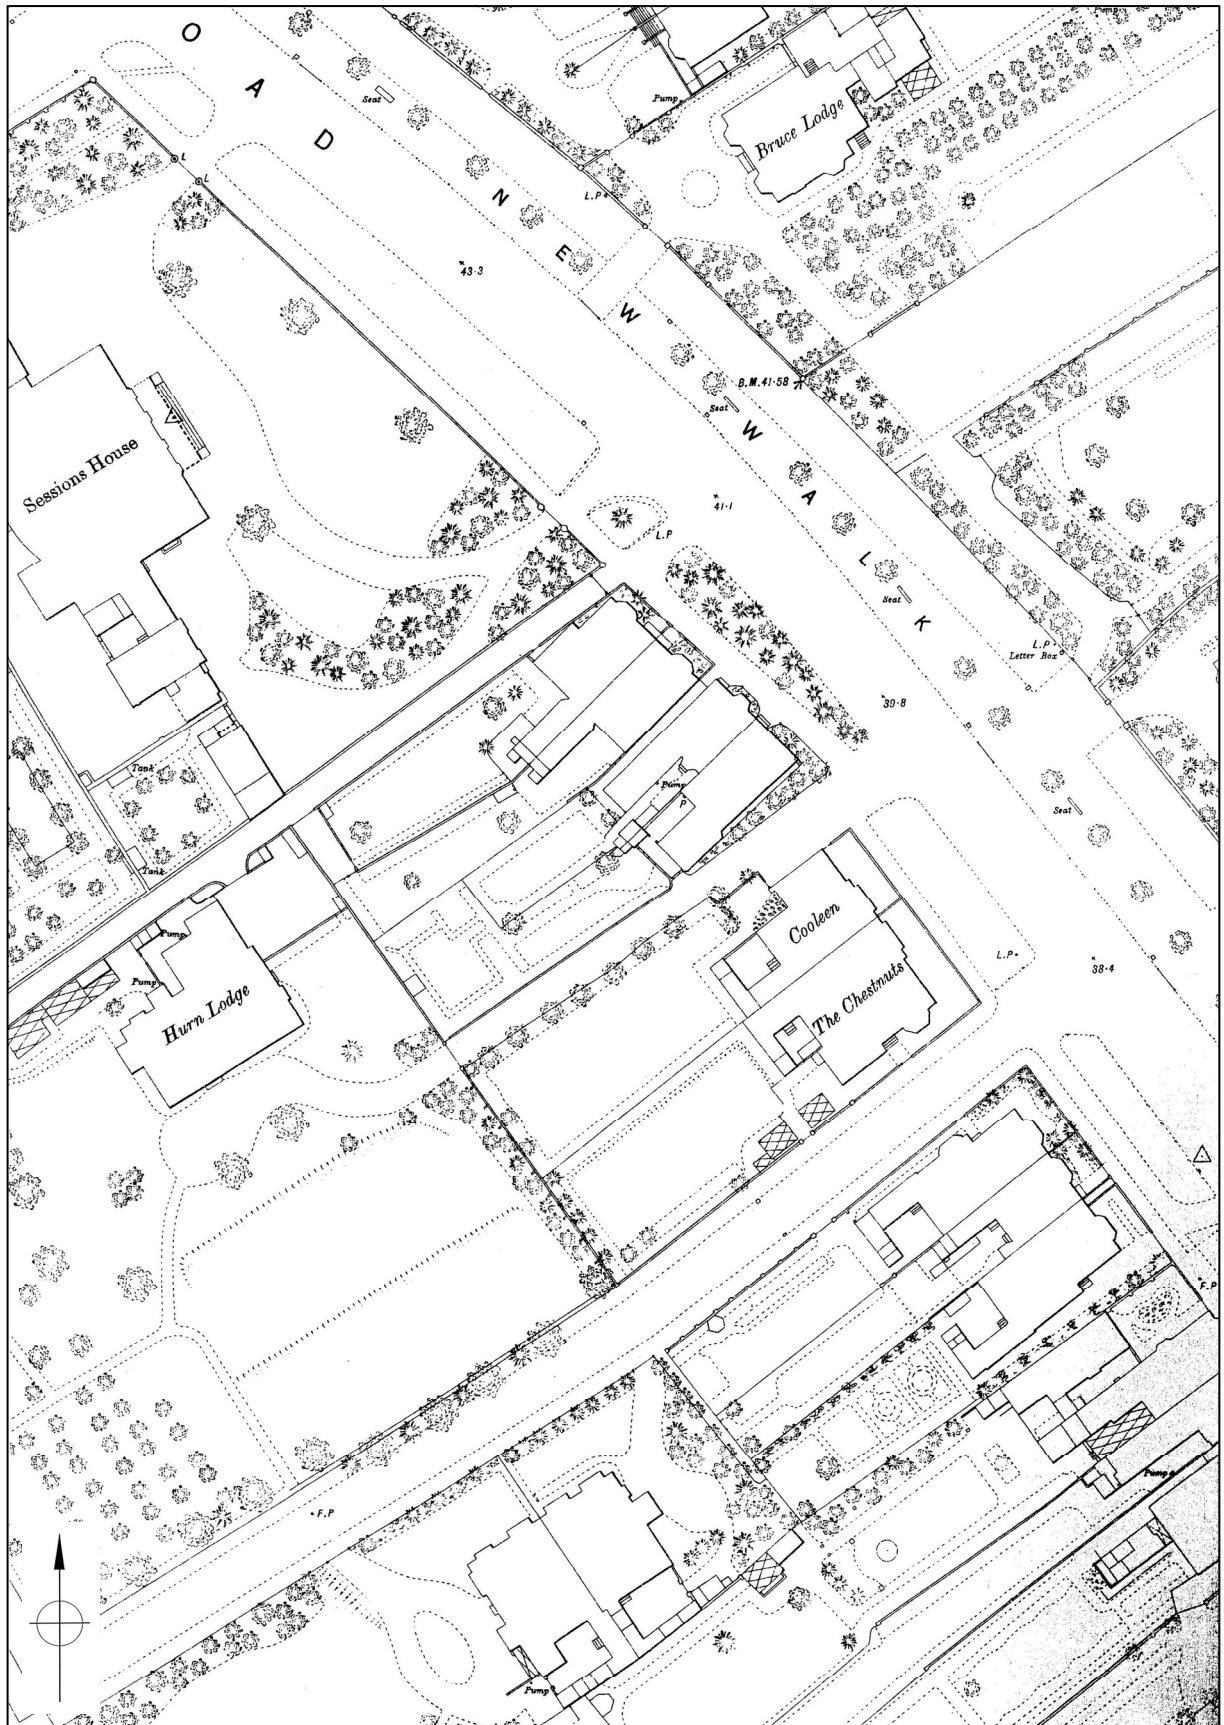 OAD
NEW WALK
Pump
Seat
Pump
Bruce Lodge
L
L
L.P
43·3
B.M.41·58
Seat
Sessions House
41·1
L.P
Seat
L.P
Letter Box
39·8
Tank
Pump
P
Seat
Tank
Cooleen
Pump
L.P
38·4
The Chestnuts
Pump
Hurn Lodge
F.P
Pump
F.P
Pump